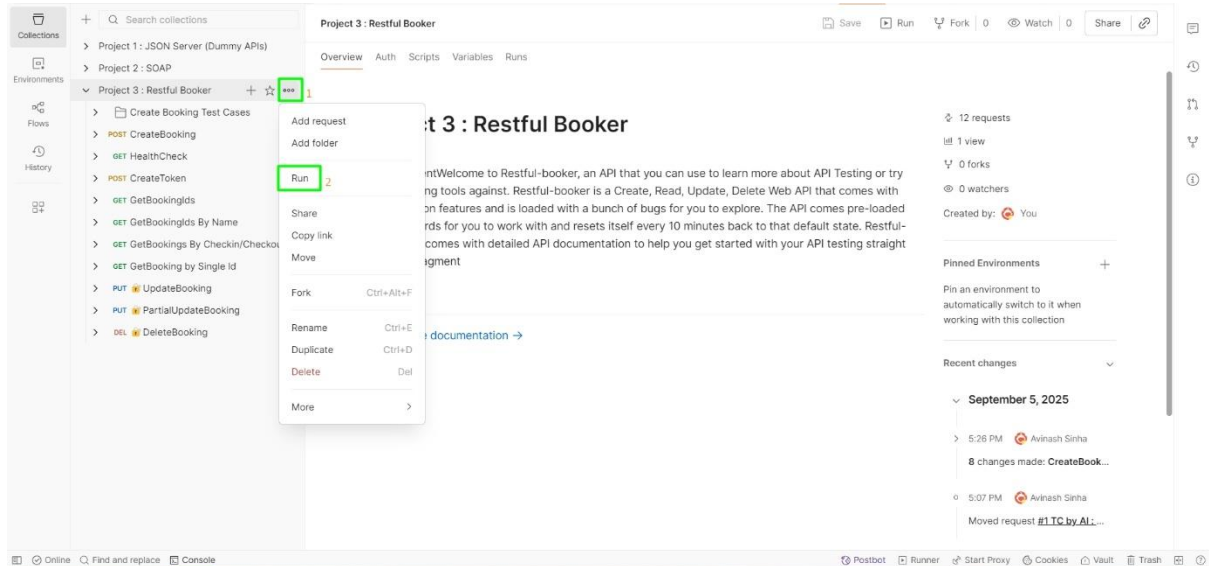 Collections
Environments
Flows
History
Search collections
Project 1 : JSON Server (Dummy APIs)
Project 2 : SOAP
Project 3 : Restful Booker
1
Create Booking Test Cases
POST CreateBooking
GET HealthCheck
POST CreateToken
GET GetBookingIds
GET GetBookingIds By Name
GET GetBookings By Checkin/Checkou
GET GetBooking by Single Id
PUT UpdateBooking
PUT PartialUpdateBooking
DEL DeleteBooking
Add request
Add folder
Run 2
Share
Copy link
Move
Fork Ctrl+Alt+F
Rename Ctrl+E
Duplicate Ctrl+D
Delete Del
More
Project 3 : Restful Booker
Save Run Fork 0 Watch 0 Share
Overview Auth Scripts Variables Runs
t 3 : Restful Booker
entWelcome to Restful-booker, an API that you can use to learn more about API Testing or try
ng tools against. Restful-booker is a Create, Read, Update, Delete Web API that comes with
on features and is loaded with a bunch of bugs for you to explore. The API comes pre-loaded
rds for you to work with and resets itself every 10 minutes back to that default state. Restful-
comes with detailed API documentation to help you get started with your API testing straight
agment
documentation →
12 requests
1 view
0 forks
0 watchers
Created by: You
Pinned Environments
Pin an environment to
automatically switch to it when
working with this collection
Recent changes
September 5, 2025
5:26 PM Avinash Sinha
8 changes made: CreateBook...
5:07 PM Avinash Sinha
Moved request #1 TC by AI : ...
Online Find and replace Console
Postbot Runner Start Proxy Cookies Vault Trash